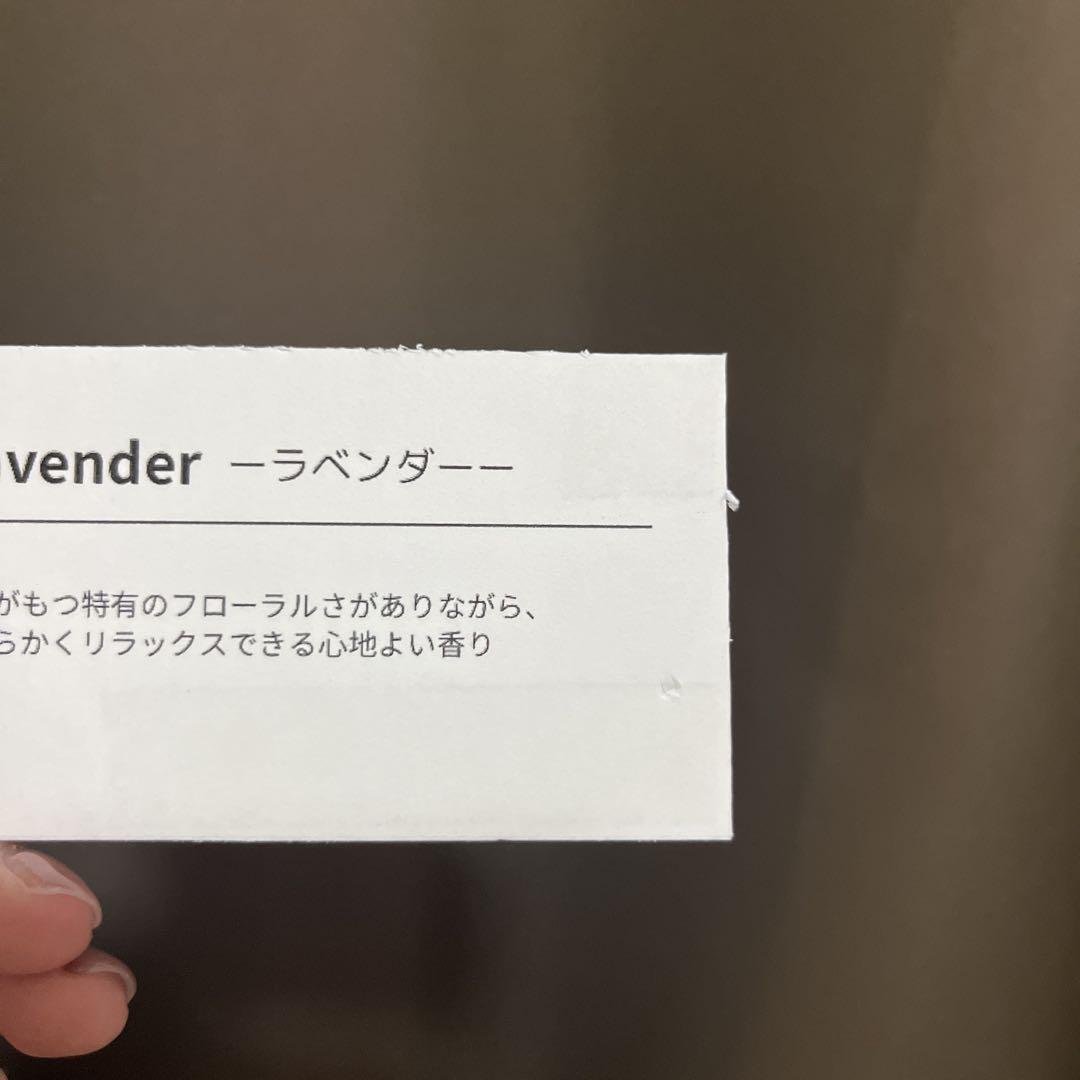 avender ーラベンダーー
がもつ特有のフローラルさがありながら、
らかくリラックスできる心地よい香り